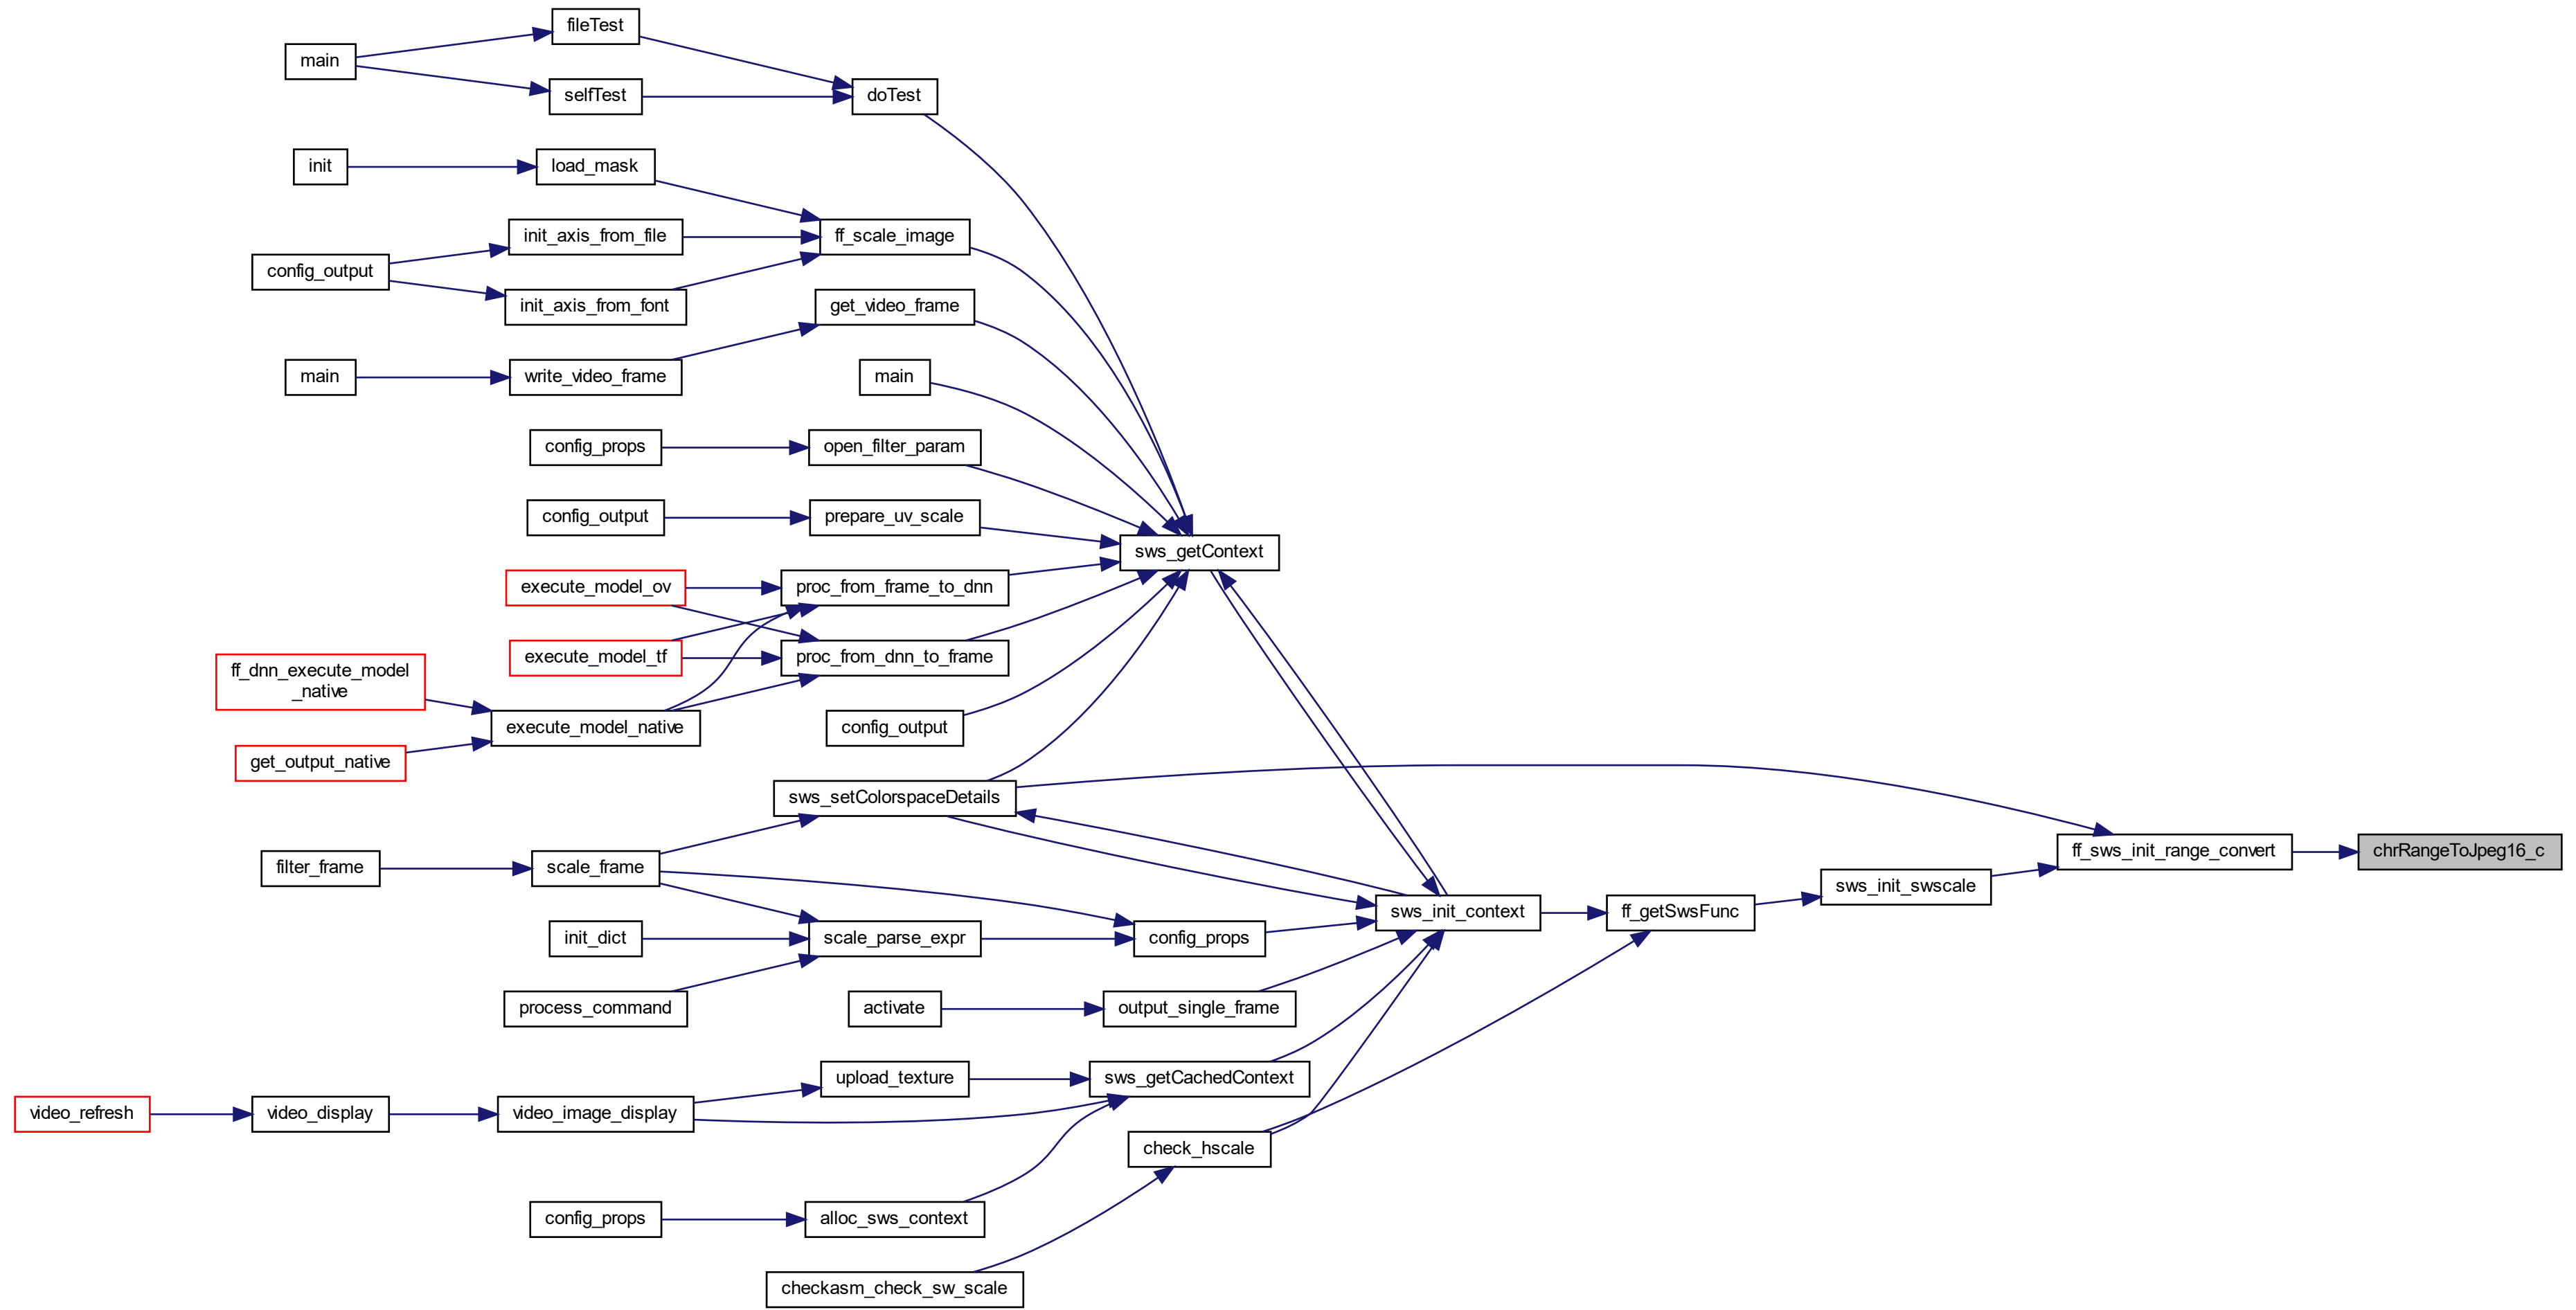 fileTest
main
selfTest
doTest
init
load_mask
ff_scale_image
init_axis_from_file
config_output
init_axis_from_font
get_video_frame
main
write_video_frame
main
config_props
open_filter_param
config_output
prepare_uv_scale
sws_getContext
execute_model_ov
proc_from_frame_to_dnn
execute_model_tf
proc_from_dnn_to_frame
ff_dnn_execute_model
_native
execute_model_native
config_output
get_output_native
sws_setColorspaceDetails
ff_sws_init_range_convert
chrRangeToJpeg16_c
filter_frame
scale_frame
sws_init_swscale
sws_init_context
ff_getSwsFunc
init_dict
scale_parse_expr
config_props
process_command
activate
output_single_frame
upload_texture
sws_getCachedContext
video_refresh
video_display
video_image_display
check_hscale
config_props
alloc_sws_context
checkasm_check_sw_scale